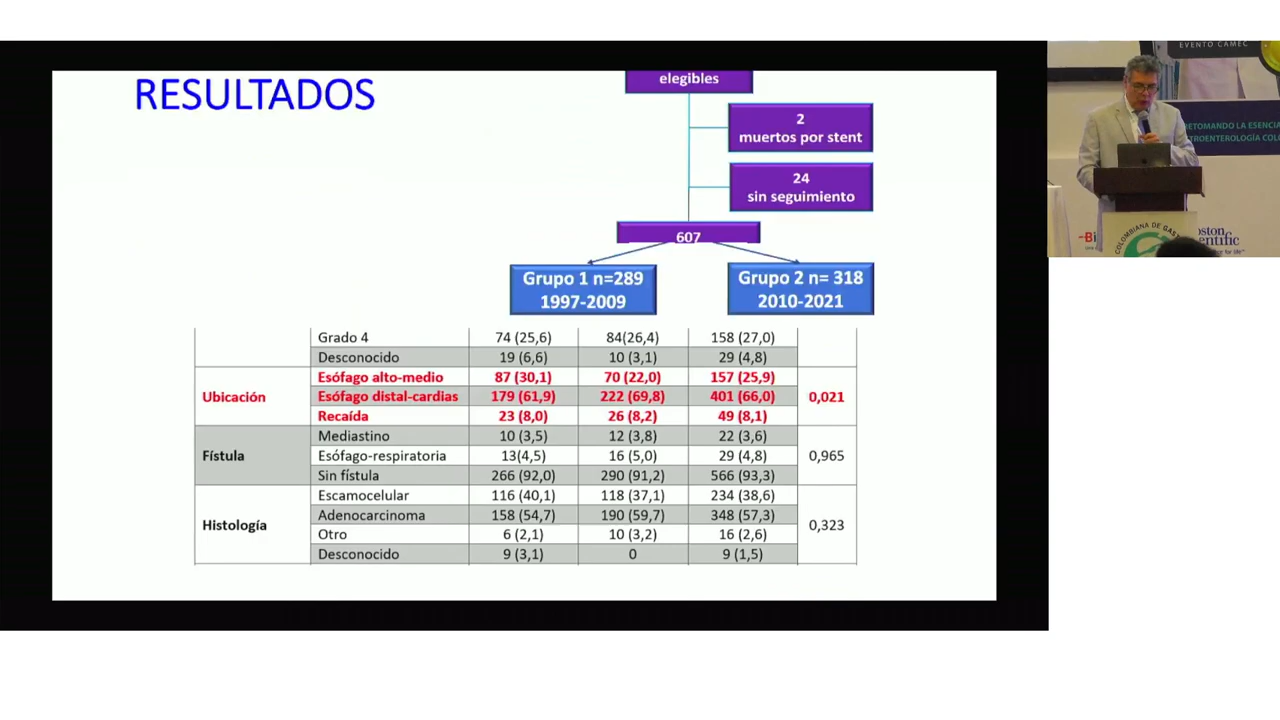 RESULTADOS
elegibles
2
muertos por stent
24
sin seguimiento
607
Grupo 1 n=289
1997-2009
Grupo 2 n= 318
2010-2021
Grado 4 74 (25,6) 84(26,4) 158 (27,0)
Desconocido 19 (6,6) 10 (3,1) 29 (4,8)
Ubicación
Esófago alto-medio 87 (30,1) 70 (22,0) 157 (25,9)
Esófago distal-cardias 179 (61,9) 222 (69,8) 401 (66,0) 0,021
Recaída 23 (8,0) 26 (8,2) 49 (8,1)
Fístula
Mediastino 10 (3,5) 12 (3,8) 22 (3,6)
Esófago-respiratoria 13(4,5) 16 (5,0) 29 (4,8) 0,965
Sin fístula 266 (92,0) 290 (91,2) 566 (93,3)
Histología
Escamocelular 116 (40,1) 118 (37,1) 234 (38,6)
Adenocarcinoma 158 (54,7) 190 (59,7) 348 (57,3) 0,323
Otro 6 (2,1) 10 (3,2) 16 (2,6)
Desconocido 9 (3,1) 0 9 (1,5)
EVENTO CAMEC
RETOMANDO LA ESENCIA
COLOMBIANA DE